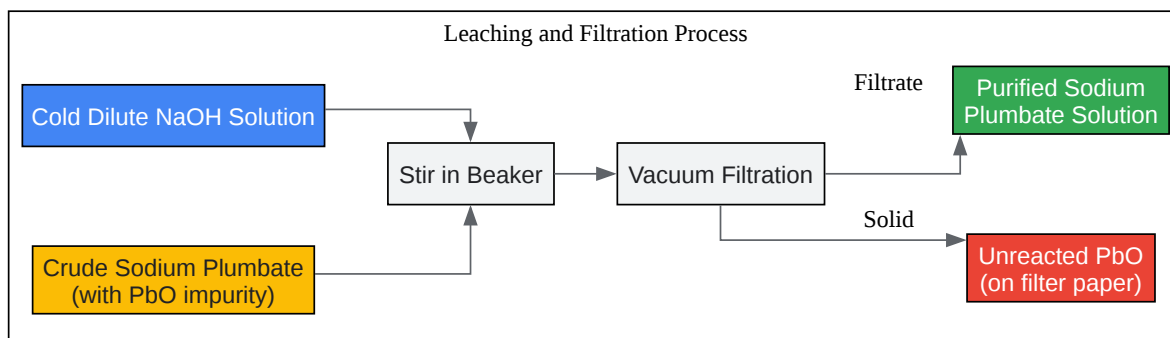 Leaching and Filtration Process
Cold Dilute NaOH Solution
Filtrate
Purified Sodium
Plumbate Solution
Stir in Beaker
Vacuum Filtration
Solid
Crude Sodium Plumbate
(with PbO impurity)
Unreacted PbO
(on filter paper)